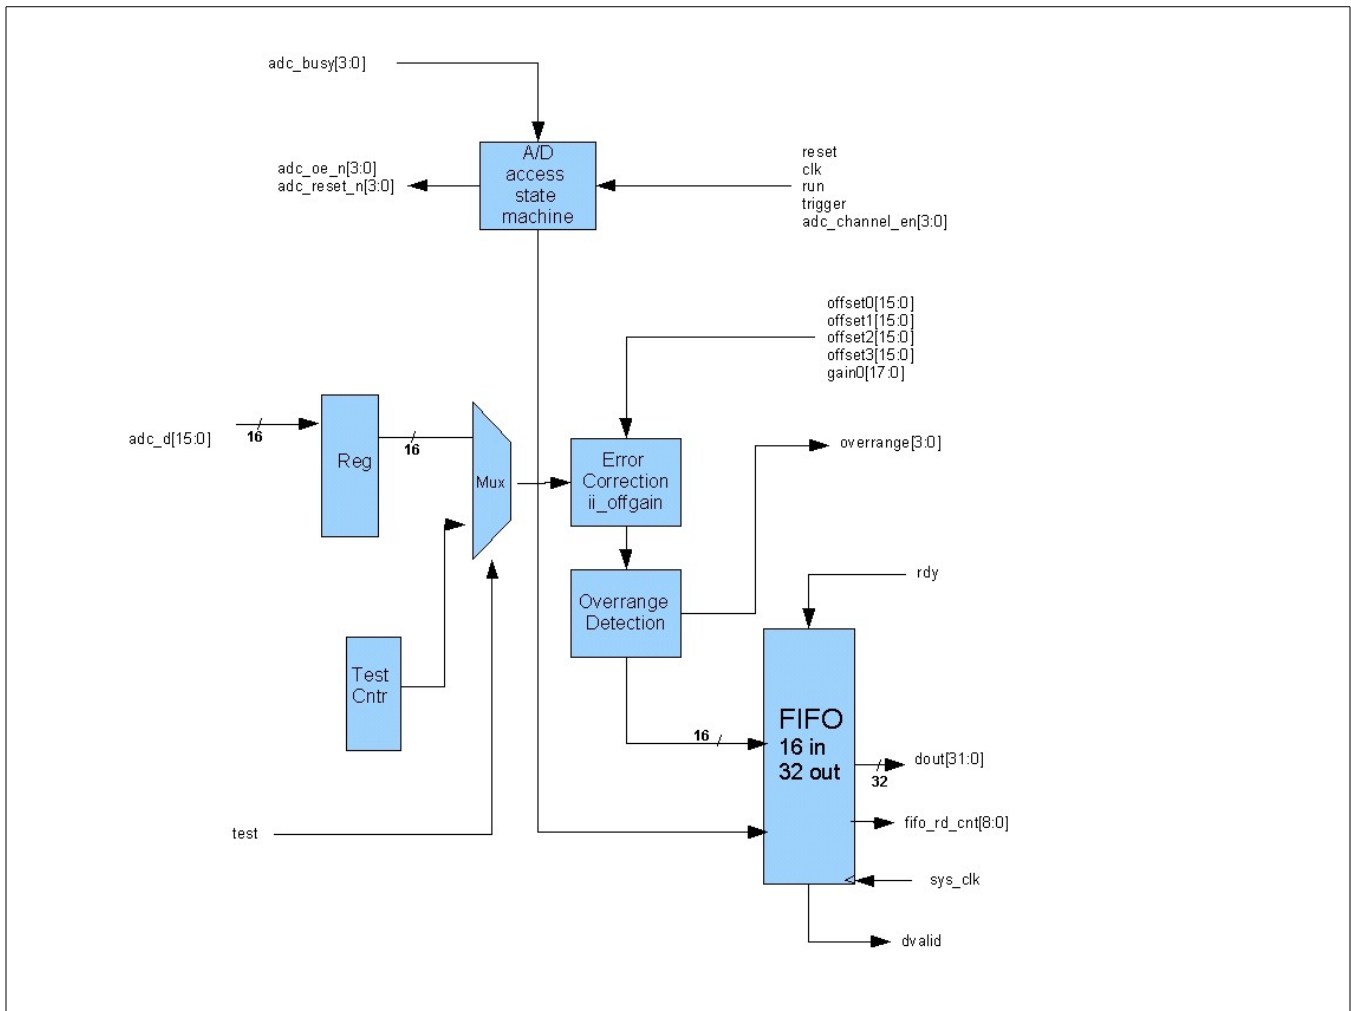 adc_busy[3:0]
A/D
access
state
machine
adc_oe_n[3:0]
adc_reset_n[3:0]
reset
clk
run
trigger
adc_channel_en[3:0]
offset0[15:0]
offset1[15:0]
offset2[15:0]
offset3[15:0]
gain0[17:0]
adc_d[15:0]
16
Reg
16
Mux
Error
Correction
ii_offgain
overrange[3:0]
Overrange
Detection
rdy
Test
Cntr
FIFO
16 in
32 out
16
dout[31:0]
32
fifo_rd_cnt[8:0]
test
sys_clk
dvalid